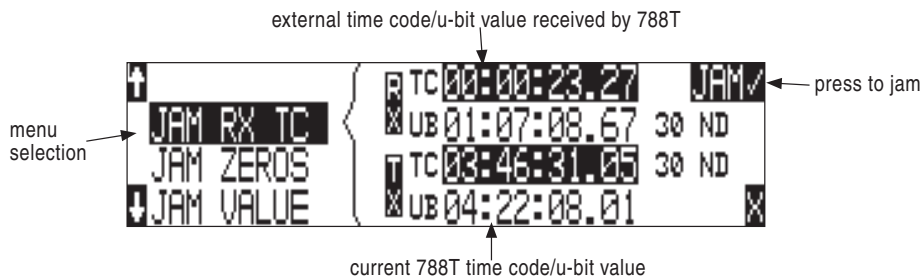 external time code/u-bit value received by 788T
RX TC 00:00:23.27 JAM✓
press to jam
menu selection
JAM RX TC
UB 01:07:08.67 30 ND
JAM ZEROS
TX TC 03:46:31.05 30 ND
JAM VALUE
UB 04:22:08.01 X
current 788T time code/u-bit value